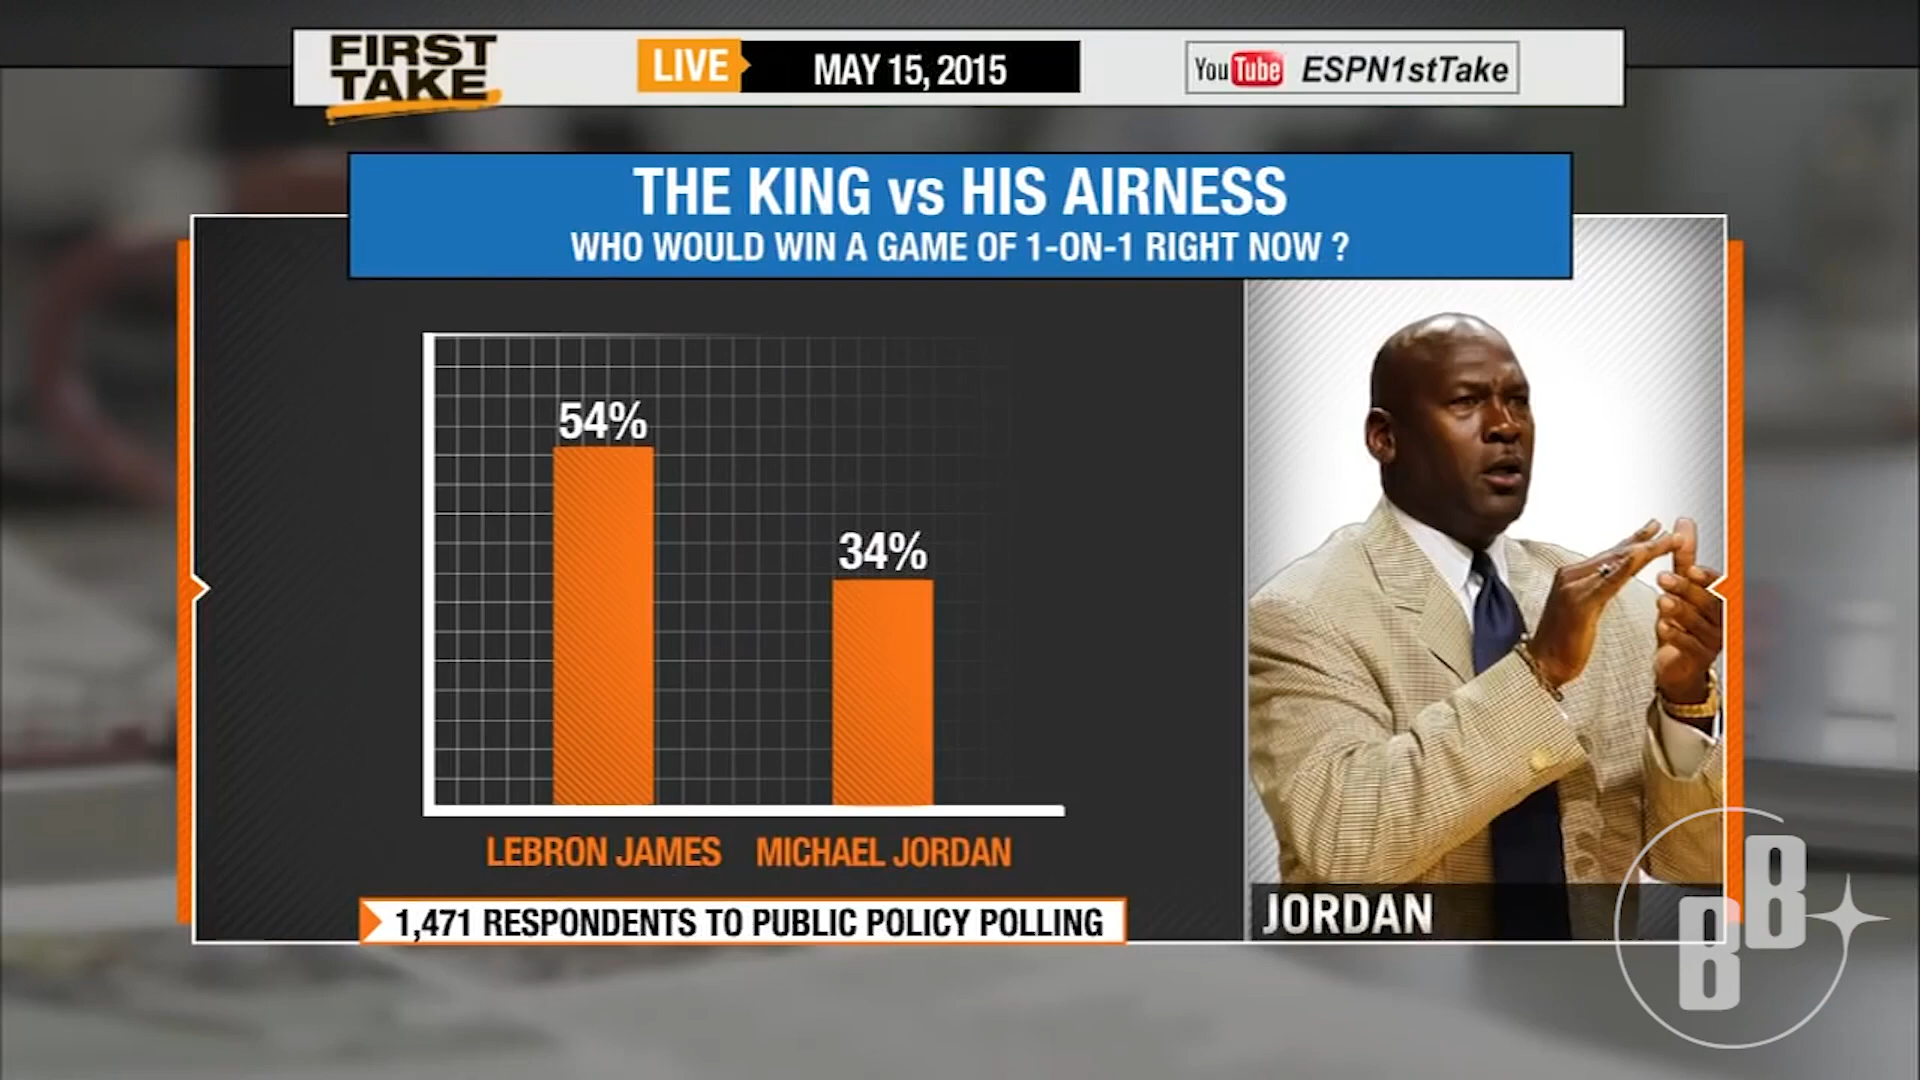 FIRST
TAKE
LIVE
MAY 15, 2015
YouTube ESPN1stTake
THE KING vs HIS AIRNESS
WHO WOULD WIN A GAME OF 1-ON-1 RIGHT NOW ?
54%
34%
LEBRON JAMES MICHAEL JORDAN
1,471 RESPONDENTS TO PUBLIC POLICY POLLING
JORDAN
BB